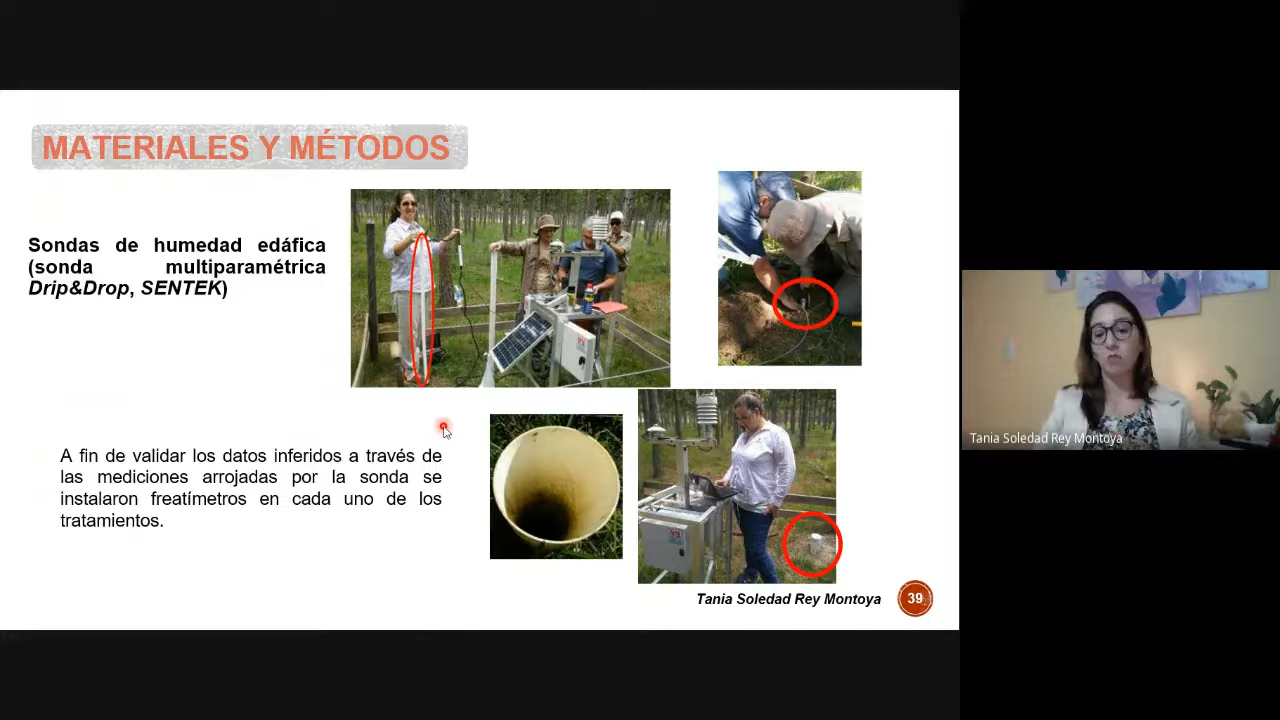 MATERIALES Y MÉTODOS
Sondas de humedad edáfica
(sonda multiparamétrica
Drip&Drop, SENTEK)
A fin de validar los datos inferidos a través de
las mediciones arrojadas por la sonda se
instalaron freatímetros en cada uno de los
tratamientos.
Tania Soledad Rey Montoya
39
Tania Soledad Rey Montoya